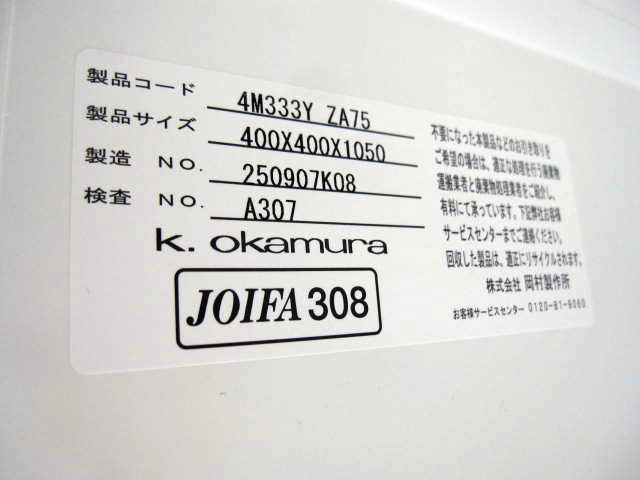 製品コード 4M333Y ZA75
製品サイズ 400X400X1050
製造 NO. 250907K08
検査 NO. A307
K. okamura
JOIFA 308
不要になった本製品などのお引き取りを
ご希望の場合は、適正な処理を行う廃棄物
運搬業者と廃棄物処理業者をご紹介し、
有料にて承っています。下記弊社お客様
サービスセンターまでご連絡ください。
回収した製品は、適正にリサイクルされます。
株式会社 岡村製作所
お客様サービスセンター 0120-81-9060